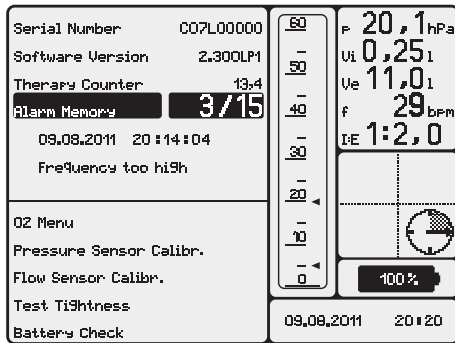 Serial Number C07L00000
Software Version 2.300LP1
Therapy Counter 13,4
Alarm Memory 3/15
09.08.2011 20:14:04
Frequency too high
O2 Menu
Pressure Sensor Calibr.
Flow Sensor Calibr.
Test Tightness
Battery Check
60
50
40
30
20
10
0
P 20,1 hPa
Vi 0,25 l
Ve 11,0 l
f 29 bpm
I:E 1:2,0
100%
09.08.2011 20:20